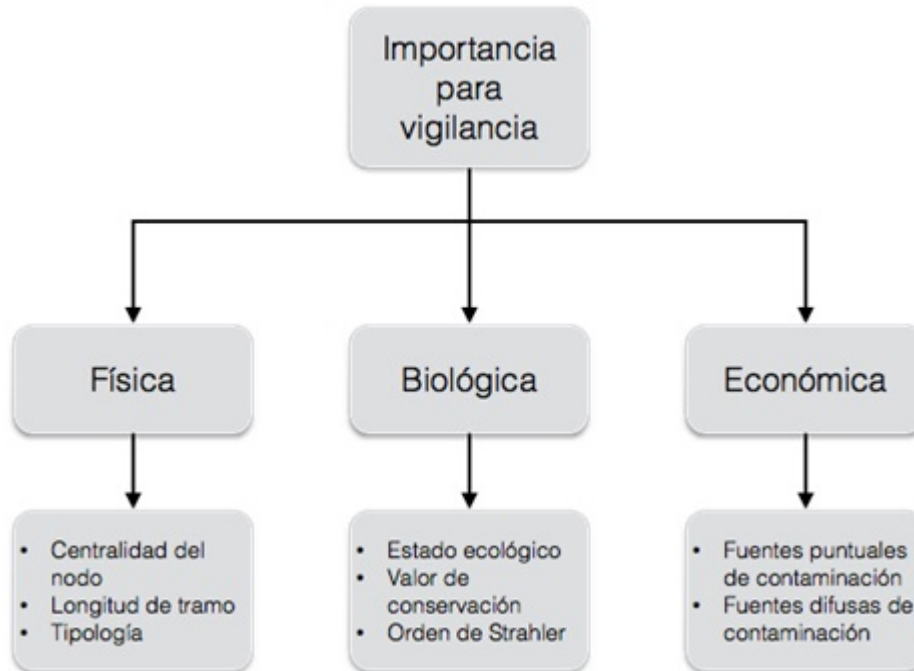 Importancia
para
vigilancia
Física
Biológica
Económica
• Centralidad del
nodo
• Longitud de tramo
• Tipología
• Estado ecológico
• Valor de
conservación
• Orden de Strahler
• Fuentes puntuales
de contaminación
• Fuentes difusas de
contaminación